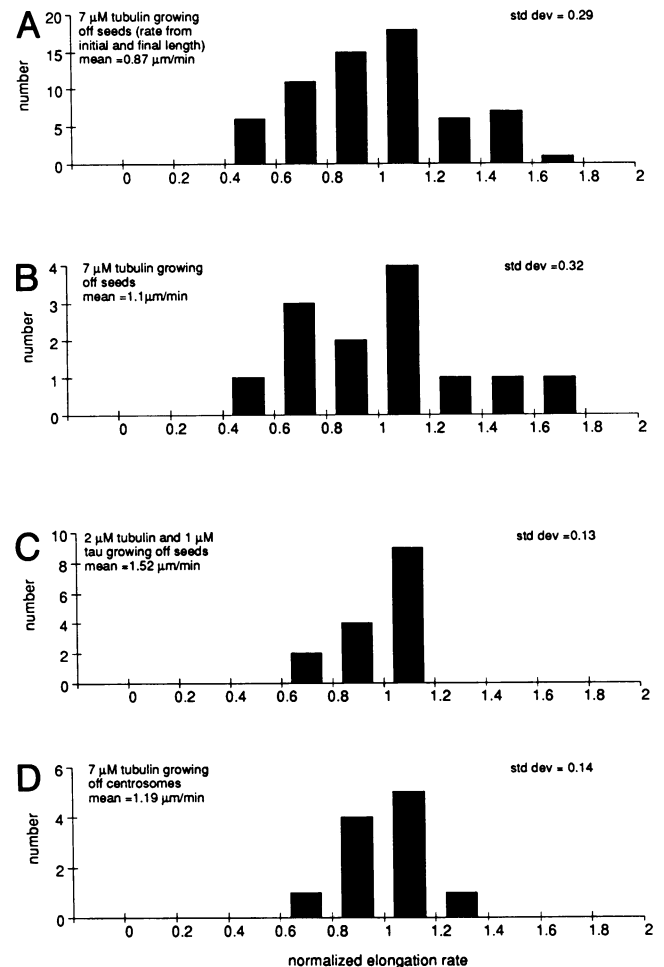 A
7 μM tubulin growing
off seeds (rate from
initial and final length)
mean =0.87 μm/min
std dev = 0.29
number
20
15
10
5
0
0 0.2 0.4 0.6 0.8 1 1.2 1.4 1.6 1.8 2
B
7 μM tubulin growing
off seeds
mean =1.1μm/min
std dev =0.32
number
4
3
2
1
0
0 0.2 0.4 0.6 0.8 1 1.2 1.4 1.6 1.8 2
C
2 μM tubulin and 1 μM
tau growing off seeds
mean =1.52 μm/min
std dev =0.13
number
10
8
6
4
2
0
0 0.2 0.4 0.6 0.8 1 1.2 1.4 1.6 1.8 2
D
7 μM tubulin growing
off centrosomes
mean =1.19 μm/min
std dev = 0.14
number
6
4
2
0
0 0.2 0.4 0.6 0.8 1 1.2 1.4 1.6 1.8 2
normalized elongation rate